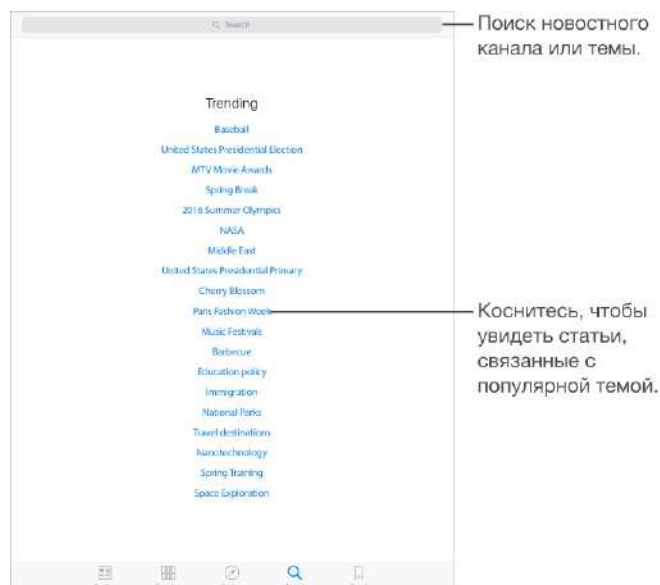 Search
Поиск новостного
канала или темы.
Trending
Baseball
United States Presidential Election
MTV Movie Awards
Spring Break
2016 Summer Olympics
NASA
Middle East
United States Presidential Primary
Cherry Blossom
Paris Fashion Week
Коснитесь, чтобы
увидеть статьи,
связанные с
популярной темой.
Music Festivals
Barbecue
Education policy
Immigration
National Parks
Travel destinations
Nanotechnology
Spring Training
Space Exploration